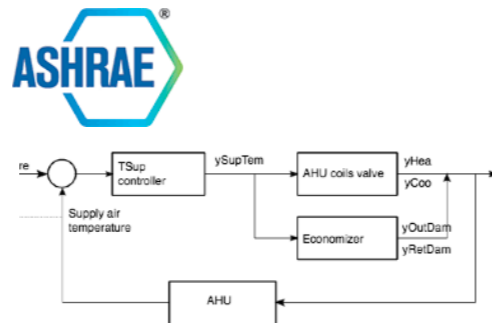 ®
ASHRAE
re
TSup
controller
ySupTem
AHU coils valve
yHea
yCoo
Supply air
temperature
Economizer
yOutDam
yRetDam
AHU